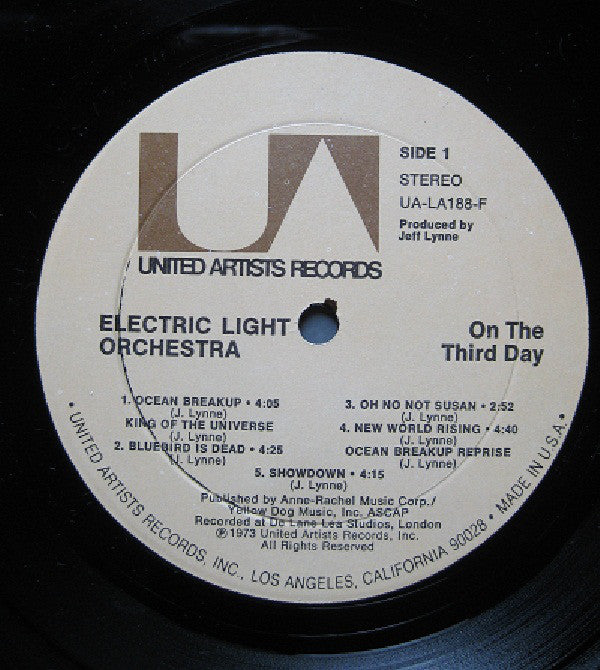 UA
SIDE 1
STEREO
UA-LA188-F
Produced by
Jeff Lynne
UNITED ARTISTS RECORDS
ELECTRIC LIGHT
ORCHESTRA
On The
Third Day
1. OCEAN BREAKUP • 4:05
(J. Lynne)
KING OF THE UNIVERSE
(J. Lynne)
2. BLUEBIRD IS DEAD • 4:25
(J. Lynne)
3. OH NO NOT SUSAN • 2:52
(J. Lynne)
4. NEW WORLD RISING • 4:40
(J. Lynne)
OCEAN BREAKUP REPRISE
(J. Lynne)
5. SHOWDOWN • 4:15
(J. Lynne)
Published by Anne-Rachel Music Corp./
Yellow Dog Music, Inc. ASCAP
Recorded at De Lane Lea Studios, London
℗1973 United Artists Records, Inc.
All Rights Reserved
• UNITED ARTISTS RECORDS, INC., LOS ANGELES, CALIFORNIA 90028 • MADE IN U.S.A. •